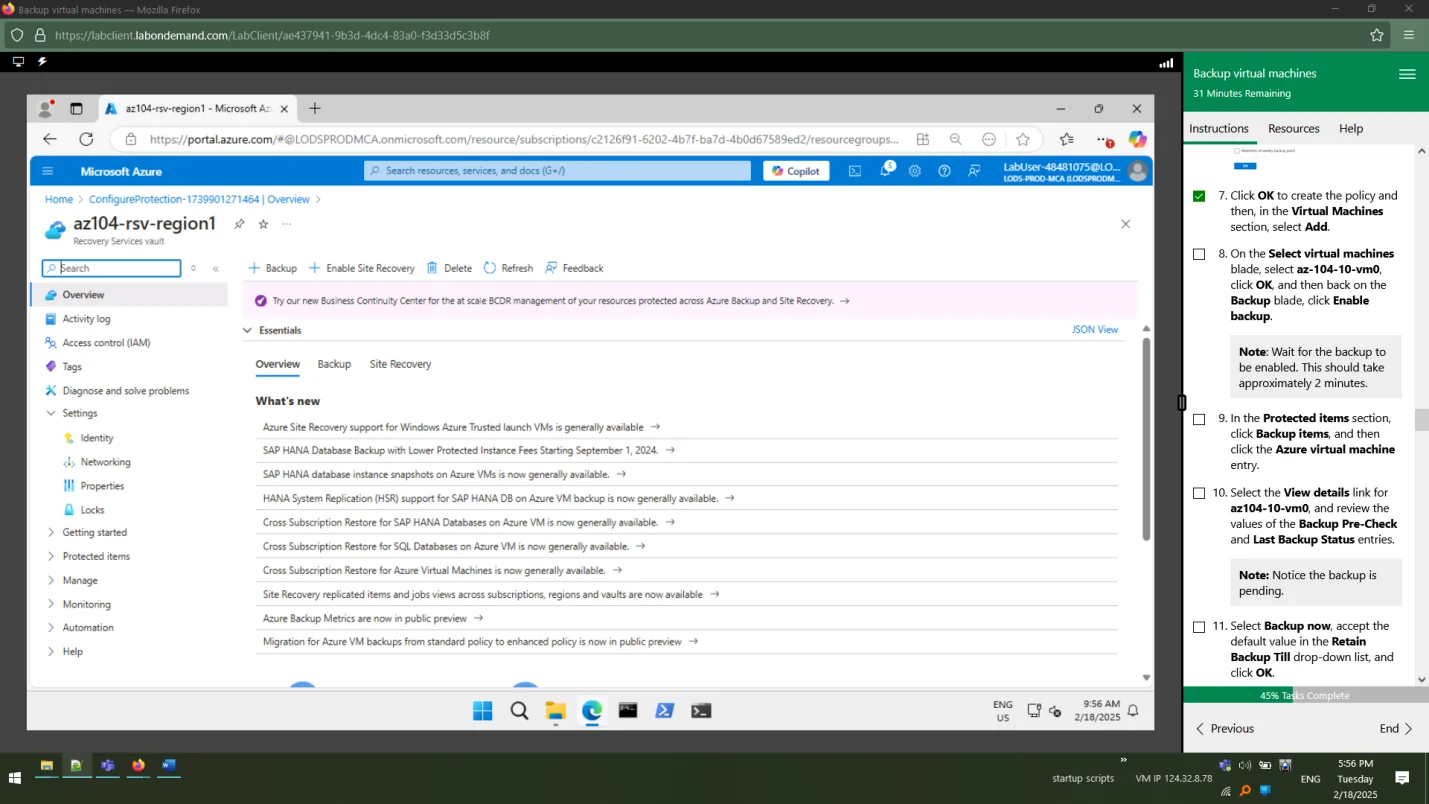 Backup virtual machines — Mozilla Firefox
https://labclient.labondemand.com/LabClient/ae437941-9b3d-4dc4-83a0-f3d33d5c3b8f
az104-rsv-region1 - Microsoft Az
https://portal.azure.com/#@LODSPRODMCA.onmicrosoft.com/resource/subscriptions/c2126f91-6202-4b7f-ba7d-4b0d67589ed2/resourcegroups...
Microsoft Azure
Search resources, services, and docs (G+/)
Copilot
5
LabUser-48481075@LO...
LODS-PROD-MCA (LODSPRODM...
Home > ConfigureProtection-1739901271464 | Overview >
az104-rsv-region1
Recovery Services vault
Search
Backup
Enable Site Recovery
Delete
Refresh
Feedback
Overview
Activity log
Access control (IAM)
Tags
Diagnose and solve problems
Settings
Identity
Networking
Properties
Locks
Getting started
Protected items
Manage
Monitoring
Automation
Help
Try our new Business Continuity Center for the at scale BCDR management of your resources protected across Azure Backup and Site Recovery. →
Essentials
JSON View
Overview
Backup
Site Recovery
What's new
Azure Site Recovery support for Windows Azure Trusted launch VMs is generally available →
SAP HANA Database Backup with Lower Protected Instance Fees Starting September 1, 2024. →
SAP HANA database instance snapshots on Azure VMs is now generally available. →
HANA System Replication (HSR) support for SAP HANA DB on Azure VM backup is now generally available. →
Cross Subscription Restore for SAP HANA Databases on Azure VM is now generally available. →
Cross Subscription Restore for SQL Databases on Azure VM is now generally available. →
Cross Subscription Restore for Azure Virtual Machines is now generally available. →
Site Recovery replicated items and jobs views across subscriptions, regions and vaults are now available →
Azure Backup Metrics are now in public preview →
Migration for Azure VM backups from standard policy to enhanced policy is now in public preview →
ENG
US
9:56 AM
2/18/2025
Backup virtual machines
31 Minutes Remaining
Instructions
Resources
Help
OK
7. Click OK to create the policy and
then, in the Virtual Machines
section, select Add.
8. On the Select virtual machines
blade, select az-104-10-vm0,
click OK, and then back on the
Backup blade, click Enable
backup.
Note: Wait for the backup to
be enabled. This should take
approximately 2 minutes.
9. In the Protected items section,
click Backup items, and then
click the Azure virtual machine
entry.
10. Select the View details link for
az104-10-vm0, and review the
values of the Backup Pre-Check
and Last Backup Status entries.
Note: Notice the backup is
pending.
11. Select Backup now, accept the
default value in the Retain
Backup Till drop-down list, and
click OK.
45% Tasks Complete
Previous
End
startup scripts
VM IP 124.32.8.78
ENG
5:56 PM
Tuesday
2/18/2025